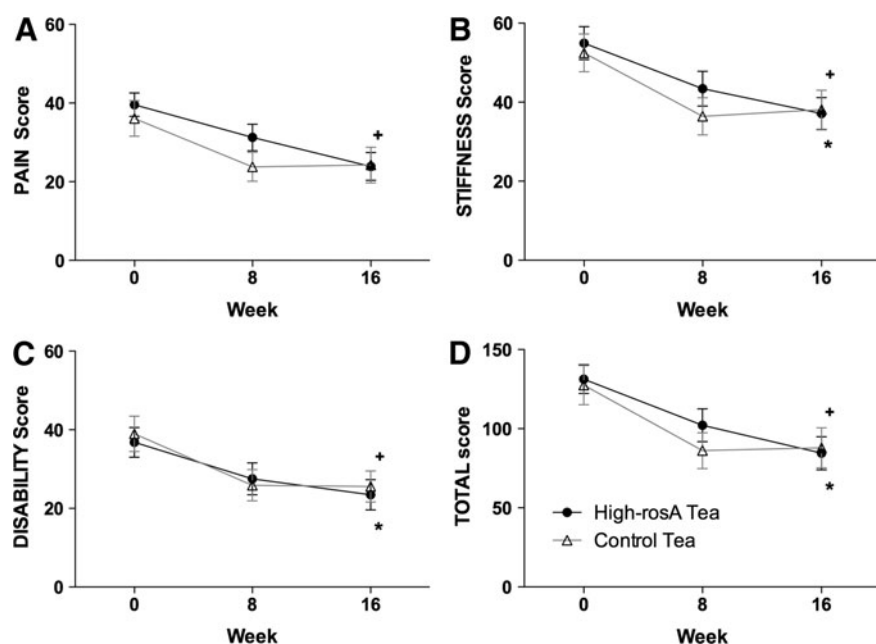 A
PAIN Score
60
40
20
0
+
0 8 16
Week
B
STIFFNESS Score
60
40
20
0
+
*
0 8 16
Week
C
DISABILITY Score
60
40
20
0
+
*
0 8 16
Week
D
TOTAL score
150
100
50
0
+
*
High-rosA Tea
Control Tea
0 8 16
Week